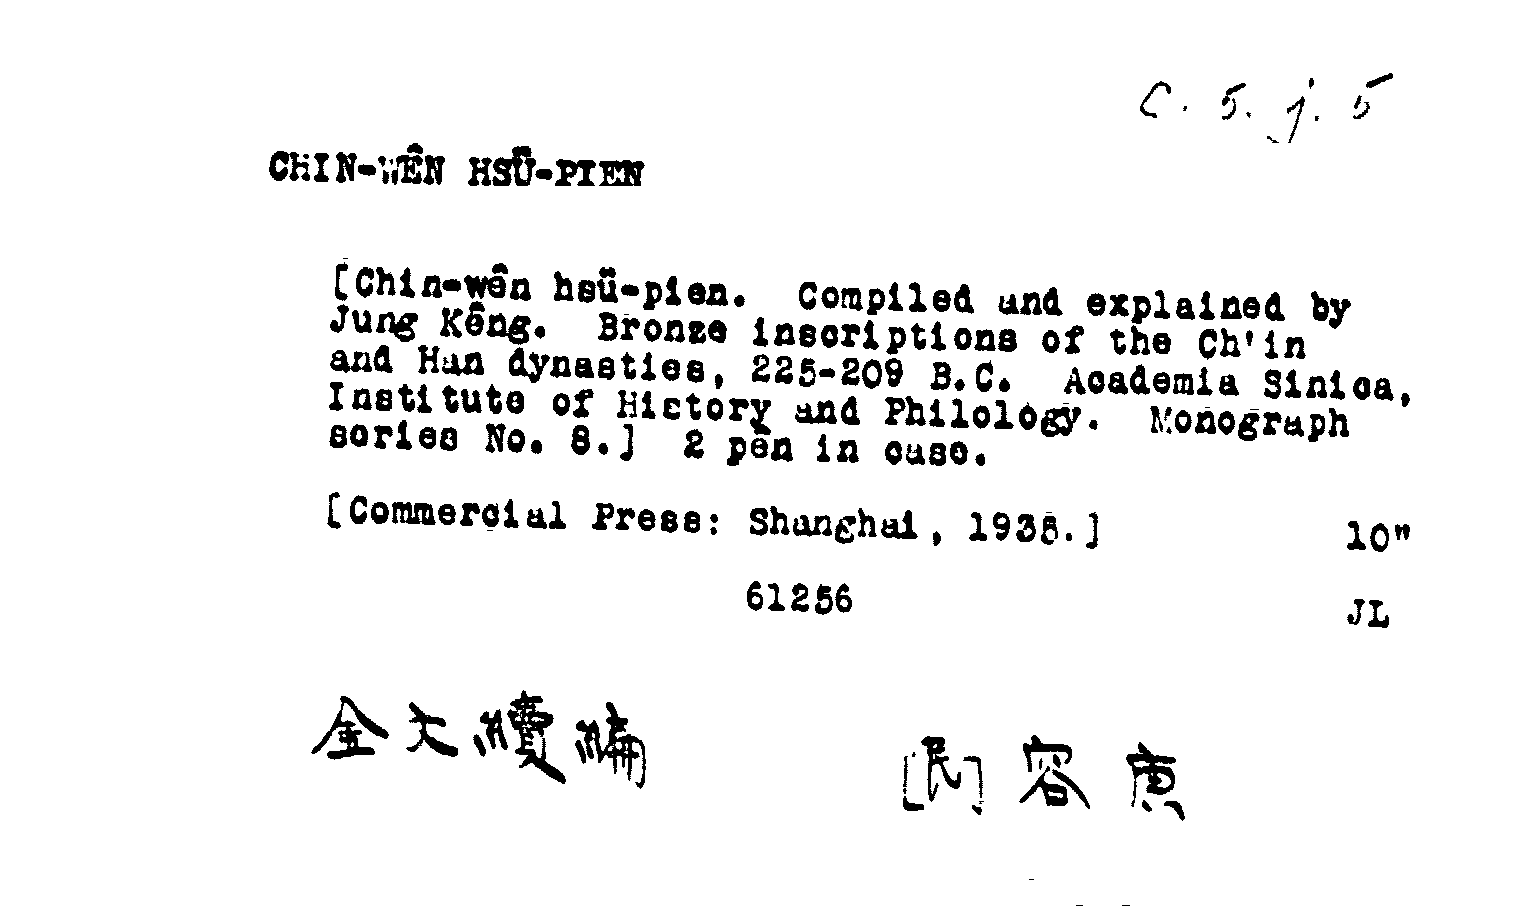 C. 5. j. 5
CHIN-WÊN HSÜ-PIEN
[Chin-wên hsü-pien. Compiled and explained by
Jung Kêng. Bronze inscriptions of the Ch'in
and Han dynasties, 225-209 B.C. Academia Sinica,
Institute of History and Philology. Monograph
series No. 8.] 2 pên in case.
[Commercial Press: Shanghai, 1935.] 10"
61256
JL
金文續編
[民] 容庚